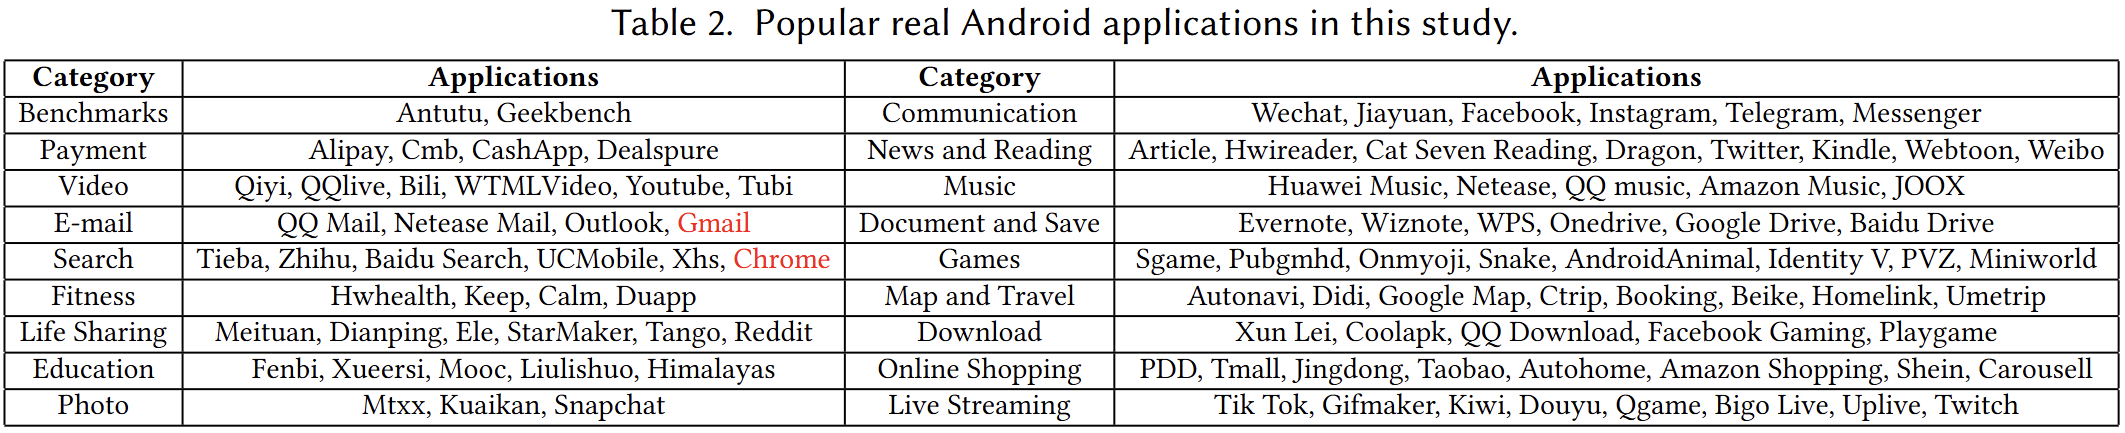 Table 2. Popular real Android applications in this study.
Category Applications Category Applications
Benchmarks Antutu, Geekbench Communication Wechat, Jiayuan, Facebook, Instagram, Telegram, Messenger
Payment Alipay, Cmb, CashApp, Dealspure News and Reading Article, Hwireader, Cat Seven Reading, Dragon, Twitter, Kindle, Webtoon, Weibo
Video Qiyi, QQlive, Bili, WTMLVideo, Youtube, Tubi Music Huawei Music, Netease, QQ music, Amazon Music, JOOX
E-mail QQ Mail, Netease Mail, Outlook, Gmail Document and Save Evernote, Wiznote, WPS, Onedrive, Google Drive, Baidu Drive
Search Tieba, Zhihu, Baidu Search, UCMobile, Xhs, Chrome Games Sgame, Pubgmhd, Onmyoji, Snake, AndroidAnimal, Identity V, PVZ, Miniworld
Fitness Hwhealth, Keep, Calm, Duapp Map and Travel Autonavi, Didi, Google Map, Ctrip, Booking, Beike, Homelink, Umetrip
Life Sharing Meituan, Dianping, Ele, StarMaker, Tango, Reddit Download Xun Lei, Coolapk, QQ Download, Facebook Gaming, Playgame
Education Fenbi, Xueersi, Mooc, Liulishuo, Himalayas Online Shopping PDD, Tmall, Jingdong, Taobao, Autohome, Amazon Shopping, Shein, Carousell
Photo Mtxx, Kuaikan, Snapchat Live Streaming Tik Tok, Gifmaker, Kiwi, Douyu, Qgame, Bigo Live, Uplive, Twitch